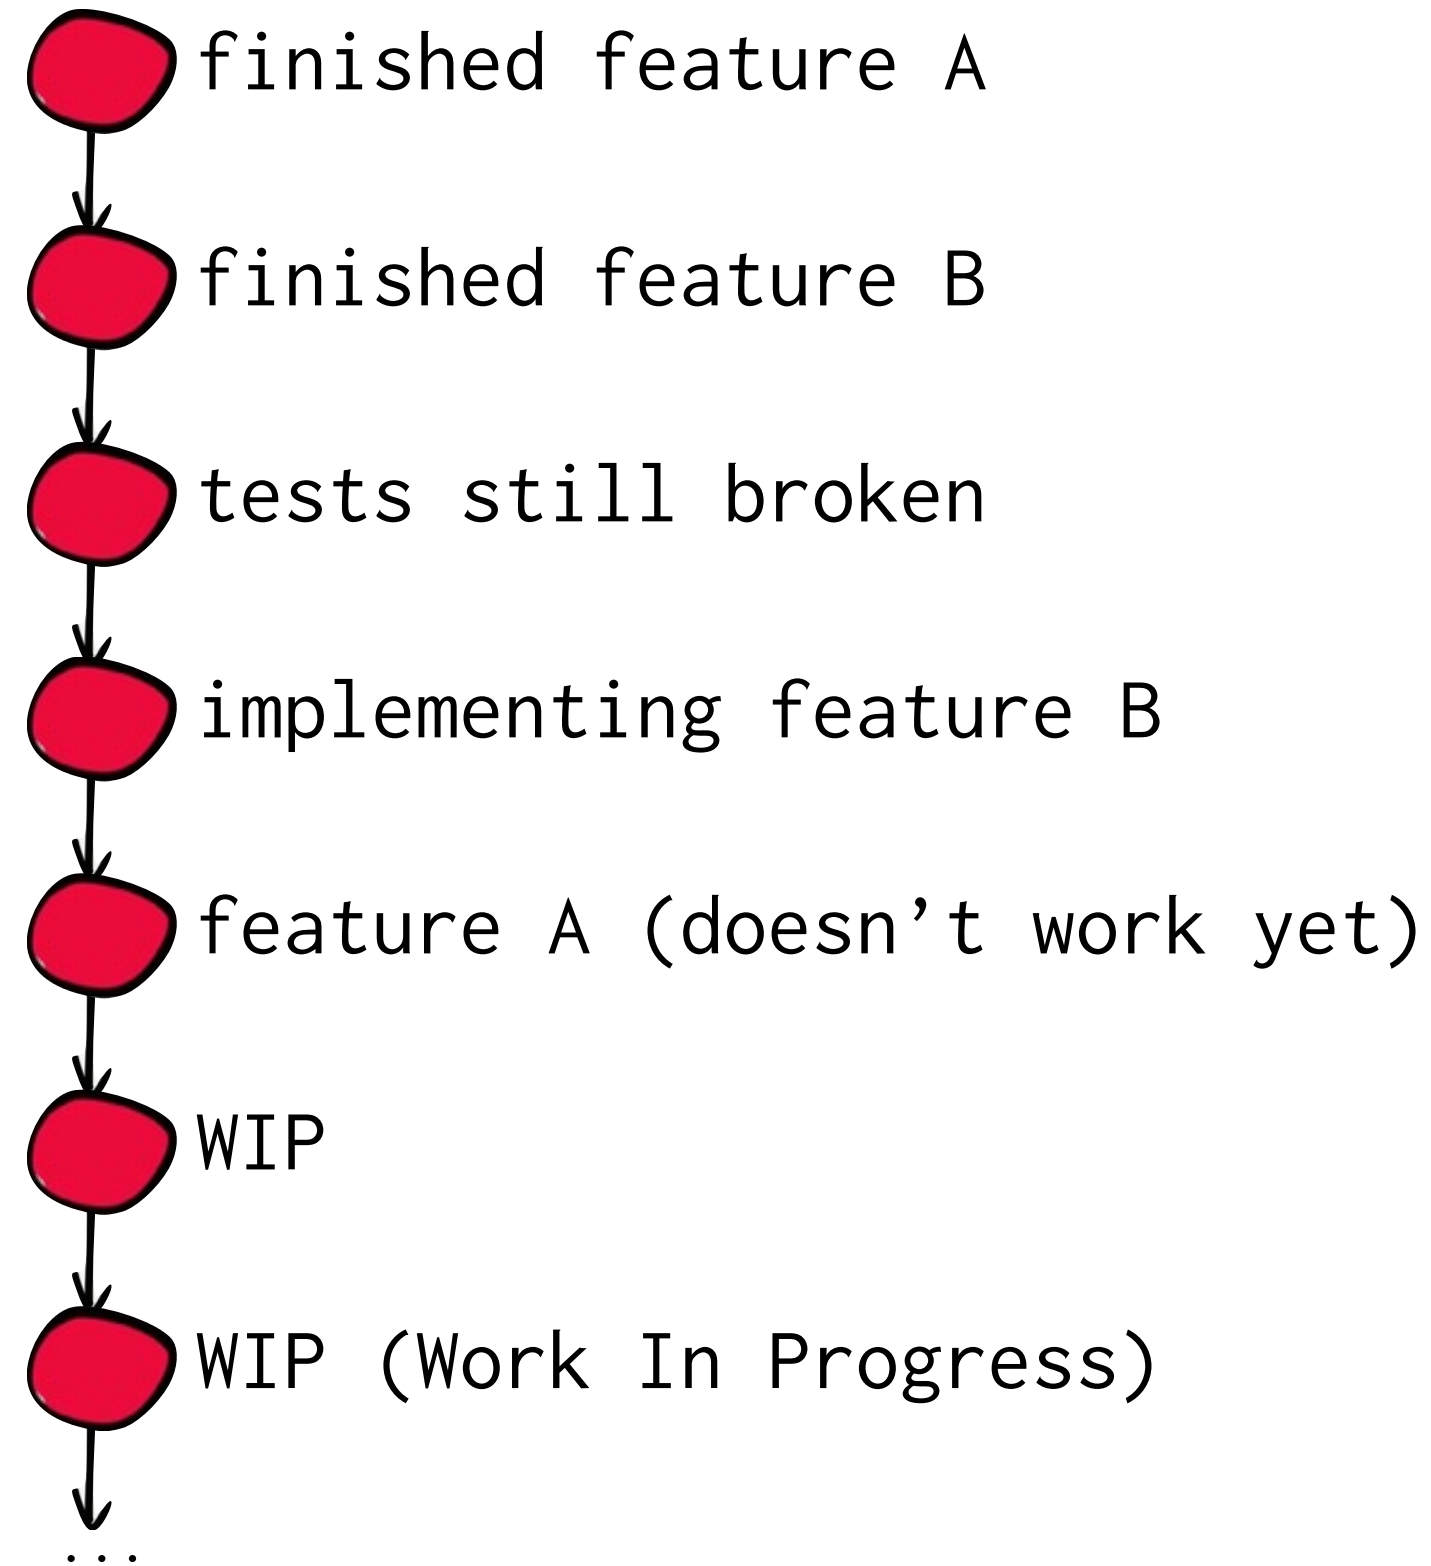 finished feature A
finished feature B
tests still broken
implementing feature B
feature A (doesn’t work yet)
WIP
WIP (Work In Progress)
...